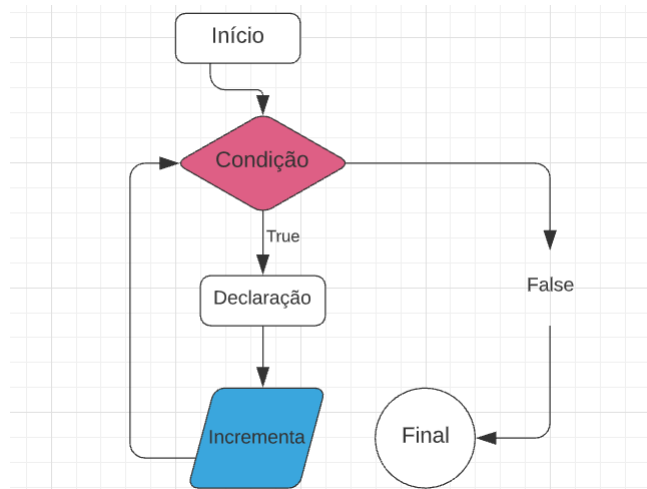 Início
Condição
True
False
Declaração
Incrementa
Final